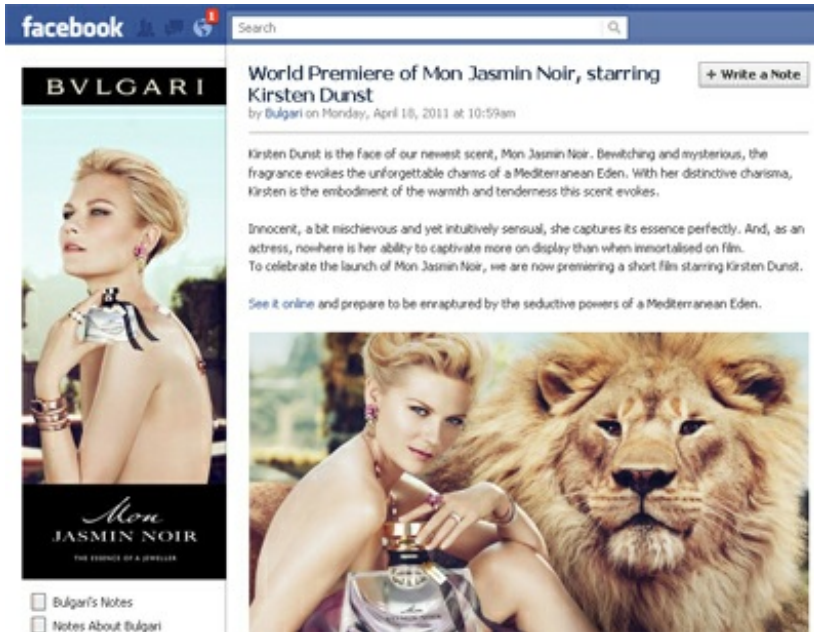 facebook
1
Search
BVLGARI
Mon
JASMIN NOIR
THE ESSENCE OF A JEWELLER
Bulgari's Notes
Notes About Bulgari
World Premiere of Mon Jasmin Noir, starring
Kirsten Dunst
+ Write a Note
by Bulgari on Monday, April 18, 2011 at 10:59am
Kirsten Dunst is the face of our newest scent, Mon Jasmin Noir. Bewitching and mysterious, the
fragrance evokes the unforgettable charms of a Mediterranean Eden. With her distinctive charisma,
Kirsten is the embodiment of the warmth and tenderness this scent evokes.
Innocent, a bit mischievous and yet intuitively sensual, she captures its essence perfectly. And, as an
actress, nowhere is her ability to captivate more on display than when immortalised on film.
To celebrate the launch of Mon Jasmin Noir, we are now premiering a short film starring Kirsten Dunst.
See it online and prepare to be enraptured by the seductive powers of a Mediterranean Eden.
Mon
JASMIN NOIR